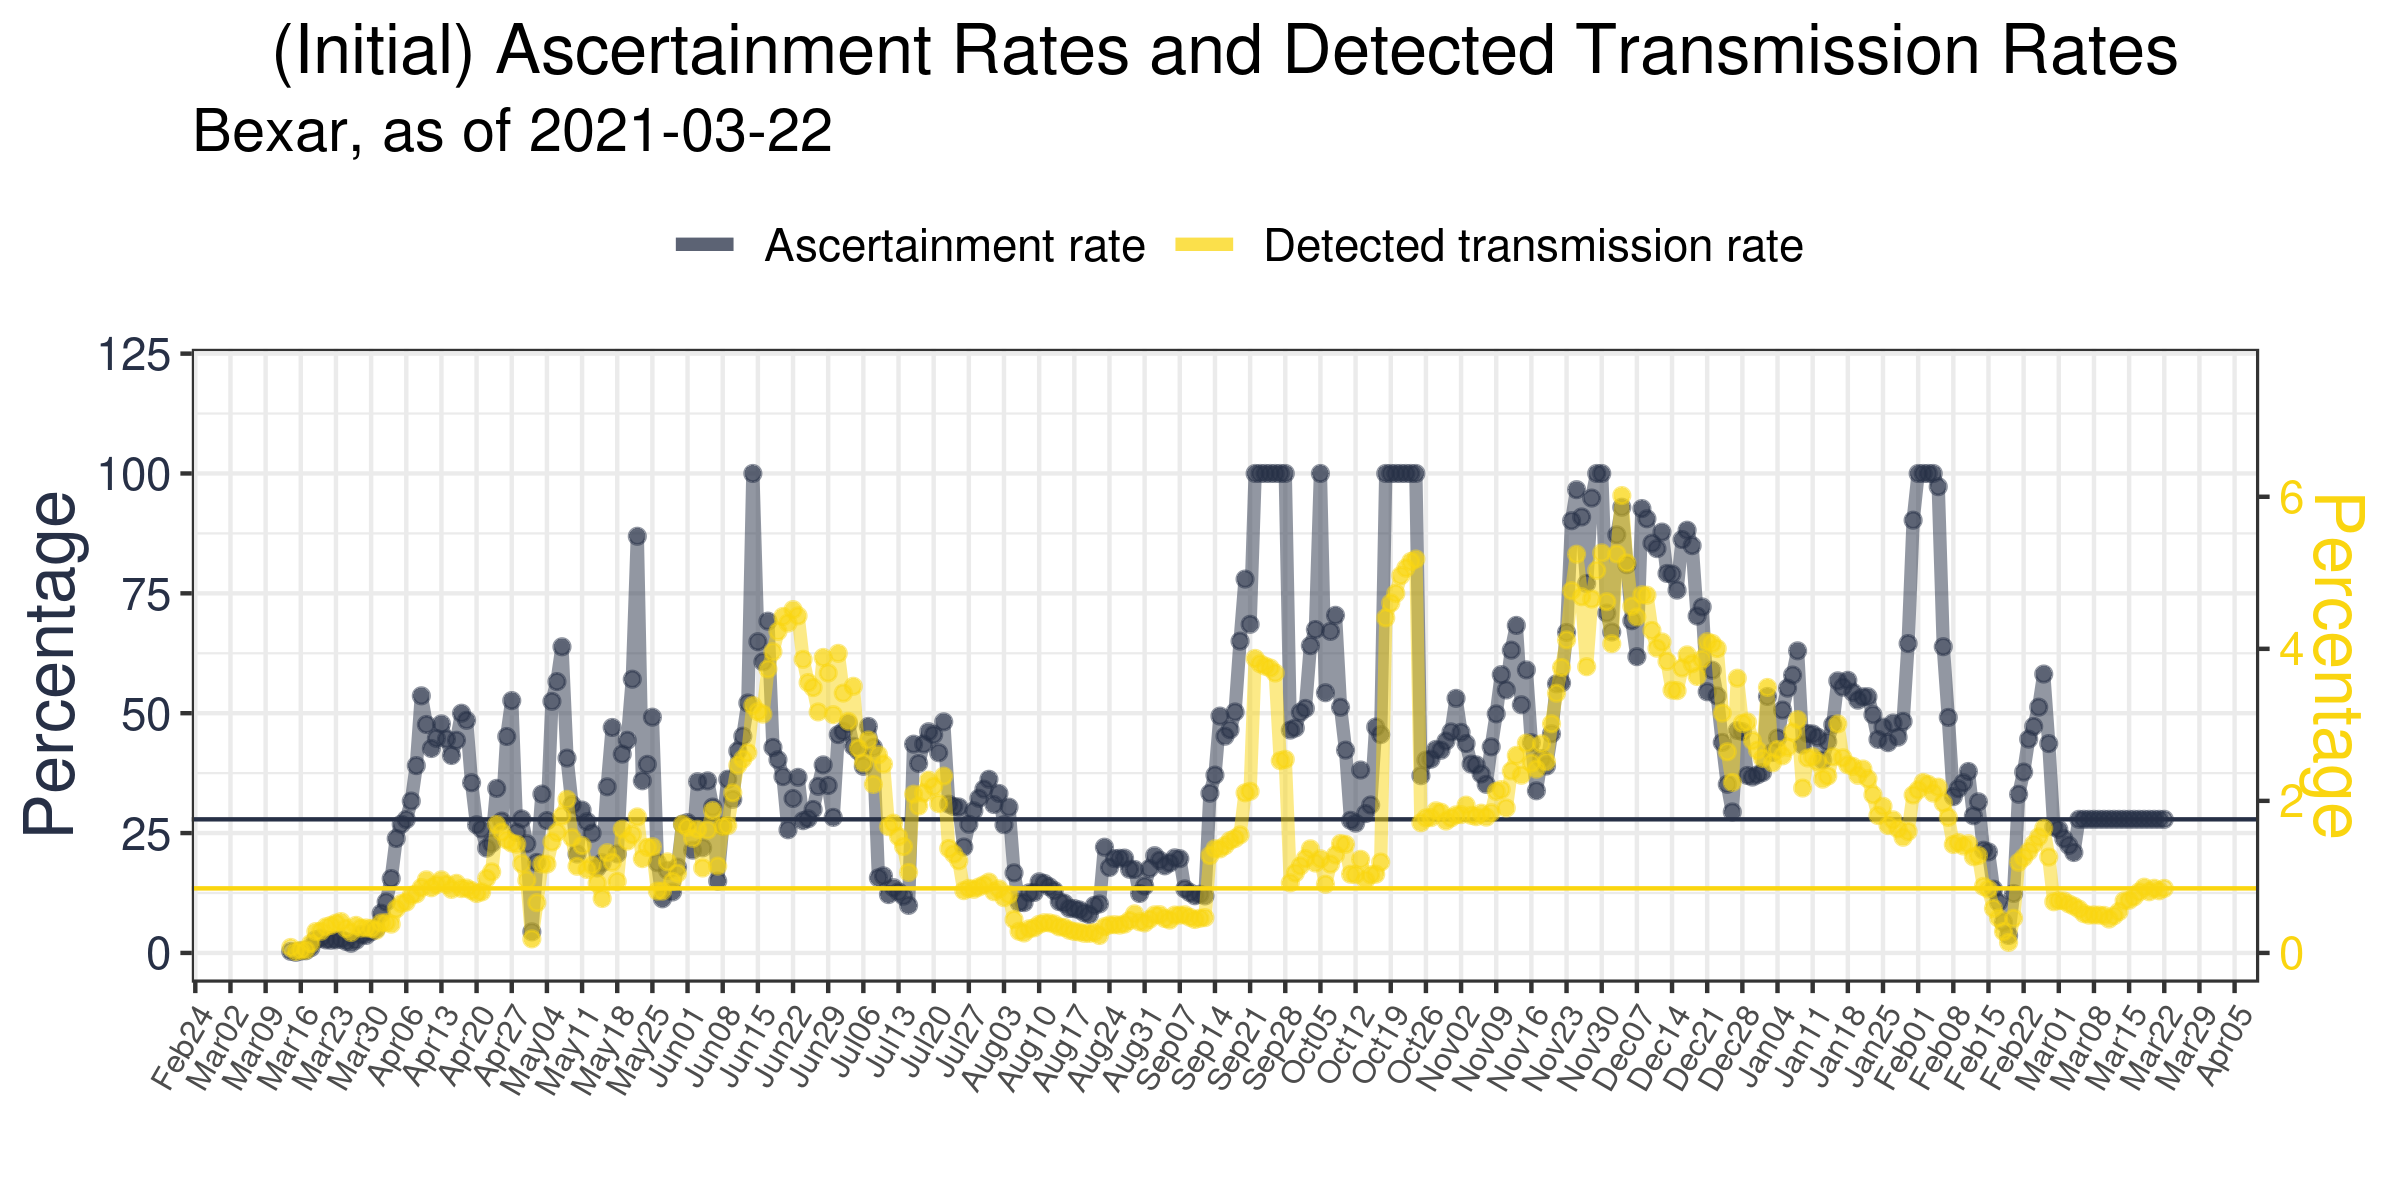 (Initial) Ascertainment Rates and Detected Transmission Rates
Bexar, as of 2021-03-22
Ascertainment rate
Detected transmission rate
Percentage
125
100
75
50
25
0
6
4
2
0
Percentage
Feb24
Mar02
Mar09
Mar16
Mar23
Mar30
Apr06
Apr13
Apr20
Apr27
May04
May11
May18
May25
Jun01
Jun08
Jun15
Jun22
Jun29
Jul06
Jul13
Jul20
Jul27
Aug03
Aug10
Aug17
Aug24
Aug31
Sep07
Sep14
Sep21
Sep28
Oct05
Oct12
Oct19
Oct26
Nov02
Nov09
Nov16
Nov23
Nov30
Dec07
Dec14
Dec21
Dec28
Jan04
Jan11
Jan18
Jan25
Feb01
Feb08
Feb15
Feb22
Mar01
Mar08
Mar15
Mar22
Mar29
Apr05